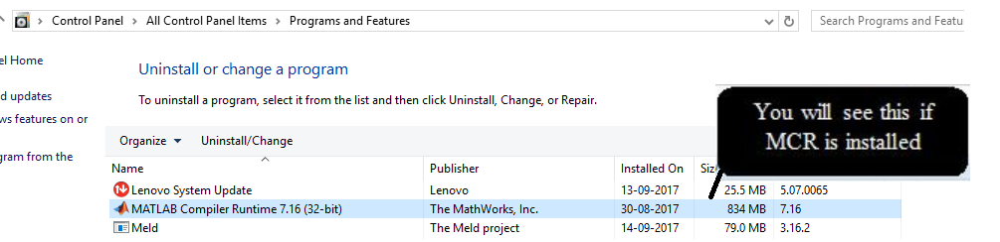 Control Panel > All Control Panel Items > Programs and Features
Search Programs and Featu
el Home
Uninstall or change a program
d updates
To uninstall a program, select it from the list and then click Uninstall, Change, or Repair.
ws features on or
gram from the
Organize Uninstall/Change
You will see this if
MCR is installed
Name Publisher Installed On Siz
Lenovo System Update Lenovo 13-09-2017 25.5 MB 5.07.0065
MATLAB Compiler Runtime 7.16 (32-bit) The MathWorks, Inc. 30-08-2017 834 MB 7.16
Meld The Meld project 14-09-2017 79.0 MB 3.16.2